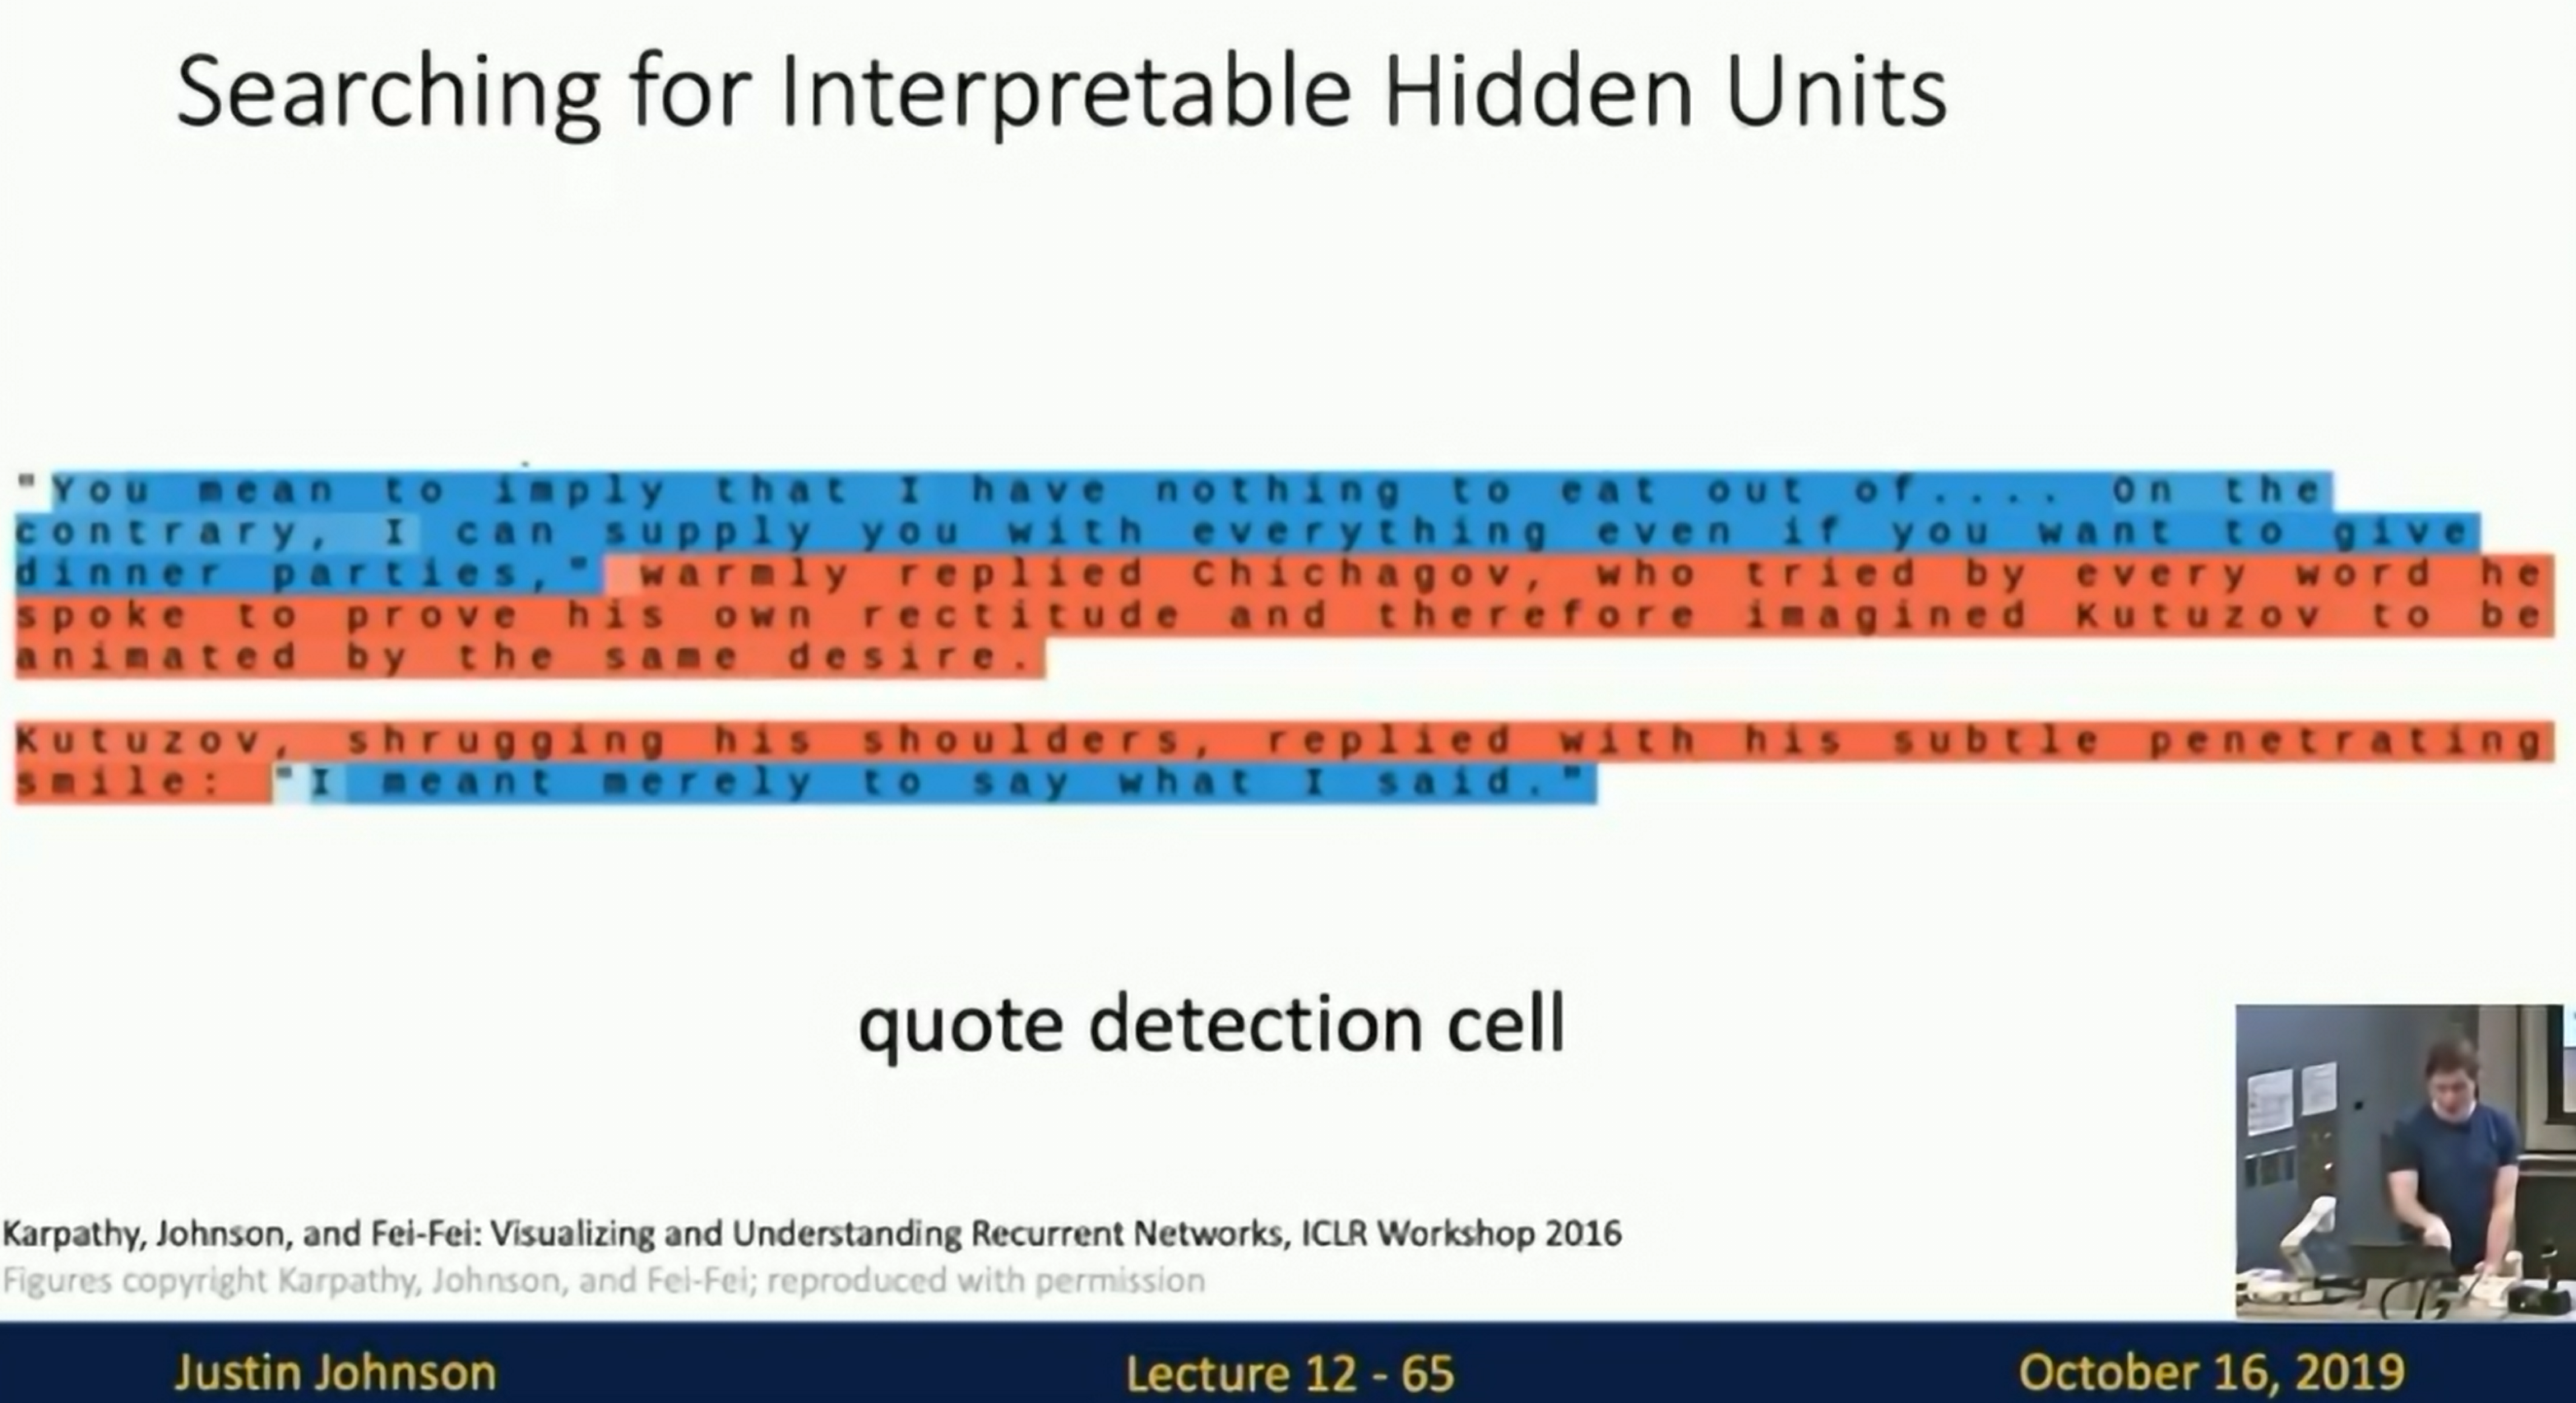 Searching for Interpretable Hidden Units
"You mean to imply that I have nothing to eat out of.... On the
contrary, I can supply you with everything even if you want to give
dinner parties," warmly replied Chichagov, who tried by every word he
spoke to prove his own rectitude and therefore imagined Kutuzov to be
animated by the same desire.
Kutuzov, shrugging his shoulders, replied with his subtle penetrating
smile: "I meant merely to say what I said."
quote detection cell
Karpathy, Johnson, and Fei-Fei: Visualizing and Understanding Recurrent Networks, ICLR Workshop 2016
Figures copyright Karpathy, Johnson, and Fei-Fei; reproduced with permission
Justin Johnson
Lecture 12 - 65
October 16, 2019